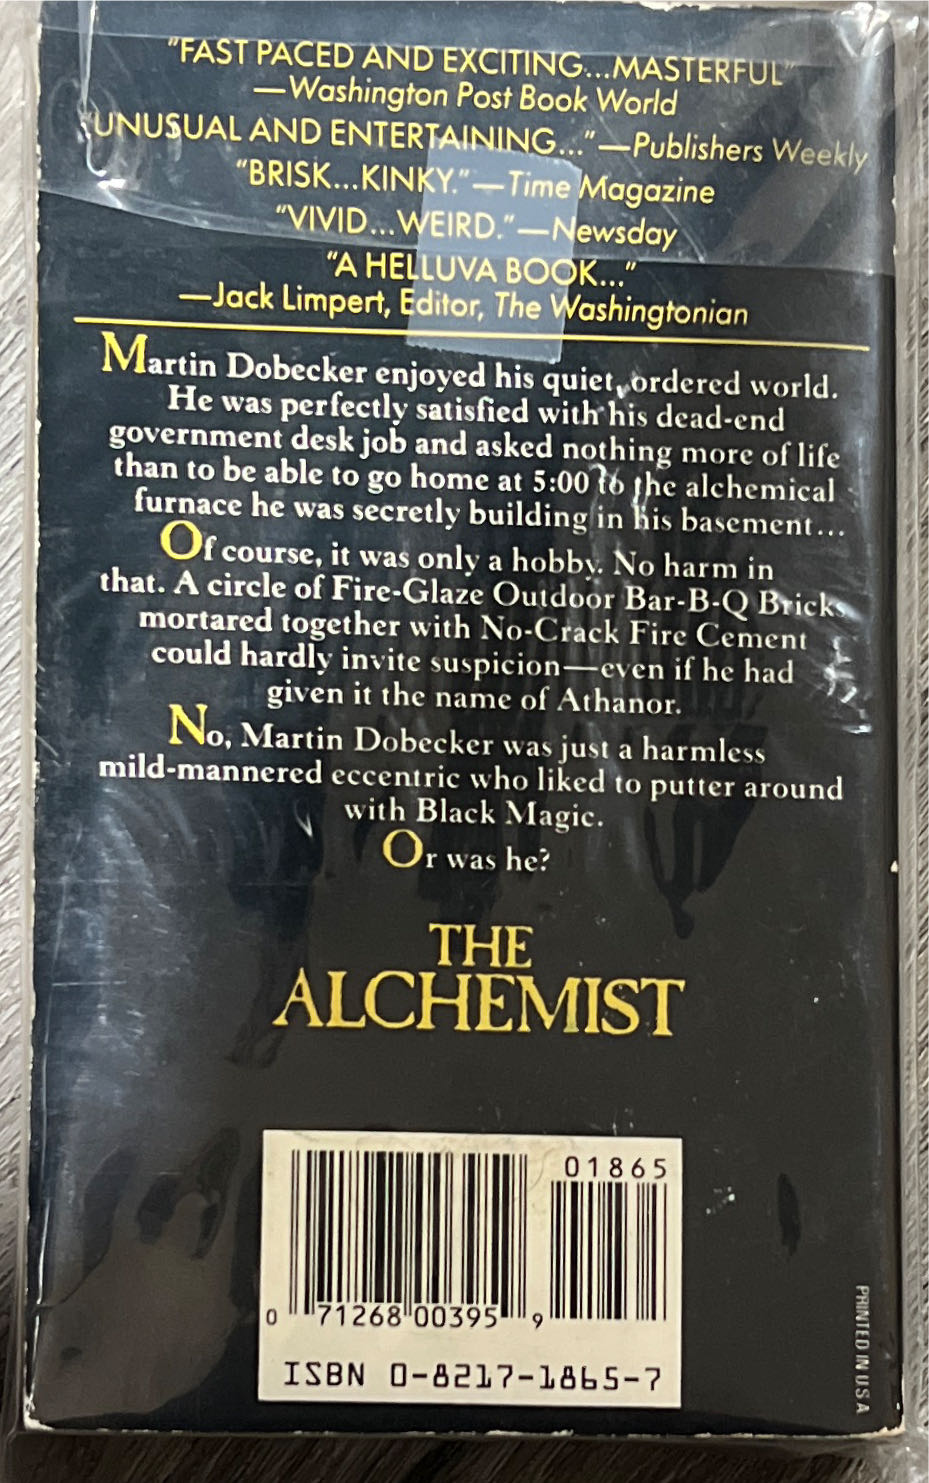 "FAST PACED AND EXCITING...MASTERFUL"
—Washington Post Book World
"UNUSUAL AND ENTERTAINING..."—Publishers Weekly
"BRISK...KINKY."—Time Magazine
"VIVID...WEIRD."—Newsday
"A HELLUVA BOOK..."
—Jack Limpert, Editor, The Washingtonian
Martin Dobecker enjoyed his quiet, ordered world.
He was perfectly satisfied with his dead-end
government desk job and asked nothing more of life
than to be able to go home at 5:00 to the alchemical
furnace he was secretly building in his basement...
Of course, it was only a hobby. No harm in
that. A circle of Fire-Glaze Outdoor Bar-B-Q Bricks
mortared together with No-Crack Fire Cement
could hardly invite suspicion—even if he had
given it the name of Athanor.
No, Martin Dobecker was just a harmless
mild-mannered eccentric who liked to putter around
with Black Magic.
Or was he?
THE
ALCHEMIST
01865
0 71268 00395 9
ISBN 0-8217-1865-7
PRINTED IN U S A